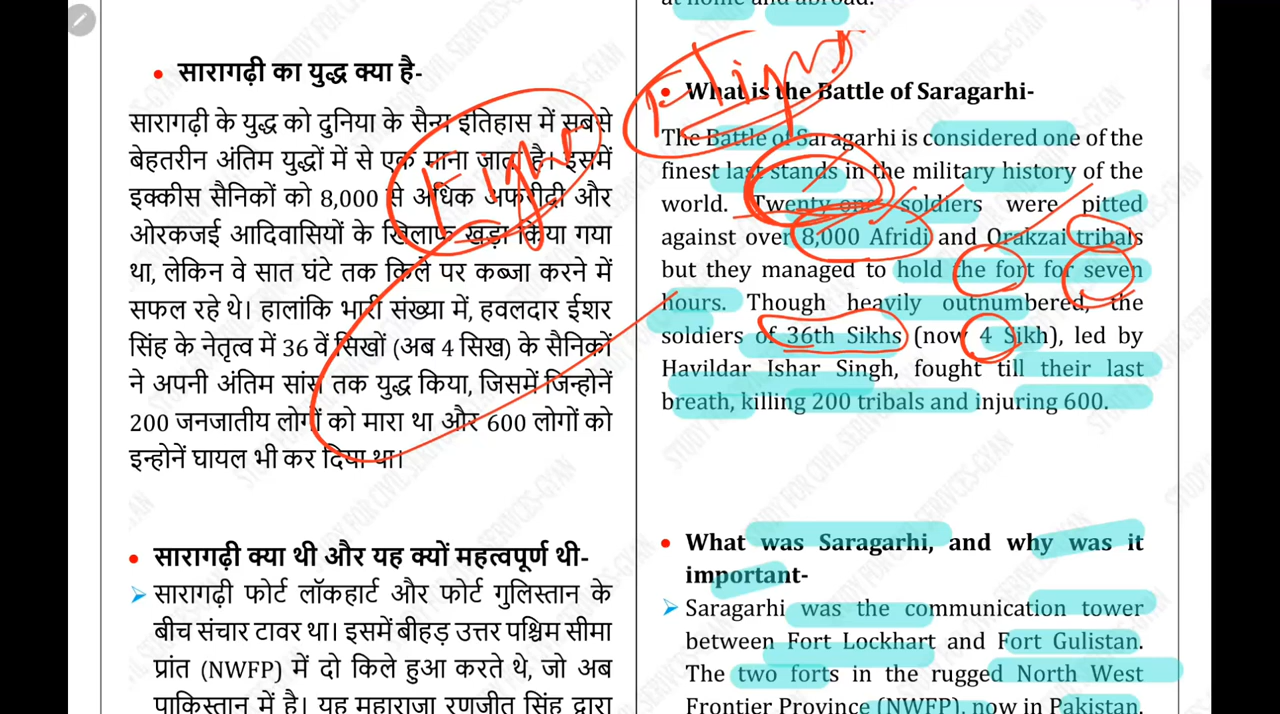 सारागढ़ी का युद्ध क्या है-
सारागढ़ी के युद्ध को दुनिया के सैन्य इतिहास में सबसे
बेहतरीन अंतिम युद्धों में से एक माना जाता है। इसमें
इक्कीस सैनिकों को 8,000 से अधिक अफरीदी और
ओरकजई आदिवासियों के खिलाफ खड़ा किया गया
था, लेकिन वे सात घंटे तक किले पर कब्जा करने में
सफल रहे थे। हालांकि भारी संख्या में, हवलदार ईशर
सिंह के नेतृत्व में 36 वें सिखों (अब 4 सिख) के सैनिकों
ने अपनी अंतिम सांस तक युद्ध किया, जिसमें जिन्होनें
200 जनजातीय लोगों को मारा था और 600 लोगों को
इन्होनें घायल भी कर दिया था।
सारागढ़ी क्या थी और यह क्यों महत्वपूर्ण थी-
सारागढ़ी फोर्ट लॉकहार्ट और फोर्ट गुलिस्तान के
बीच संचार टावर था। इसमें बीहड़ उत्तर पश्चिम सीमा
प्रांत (NWFP) में दो किले हुआ करते थे, जो अब
पाकिस्तान में है। यह महाराजा रणजीत सिंह द्वारा
at home and abroad.
What is the Battle of Saragarhi-
The Battle of Saragarhi is considered one of the
finest last stands in the military history of the
world. Twenty-one soldiers were pitted
against over 8,000 Afridi and Orakzai tribals
but they managed to hold the fort for seven
hours. Though heavily outnumbered, the
soldiers of 36th Sikhs (now 4 Sikh), led by
Havildar Ishar Singh, fought till their last
breath, killing 200 tribals and injuring 600.
What was Saragarhi, and why was it
important-
Saragarhi was the communication tower
between Fort Lockhart and Fort Gulistan.
The two forts in the rugged North West
Frontier Province (NWFP), now in Pakistan,